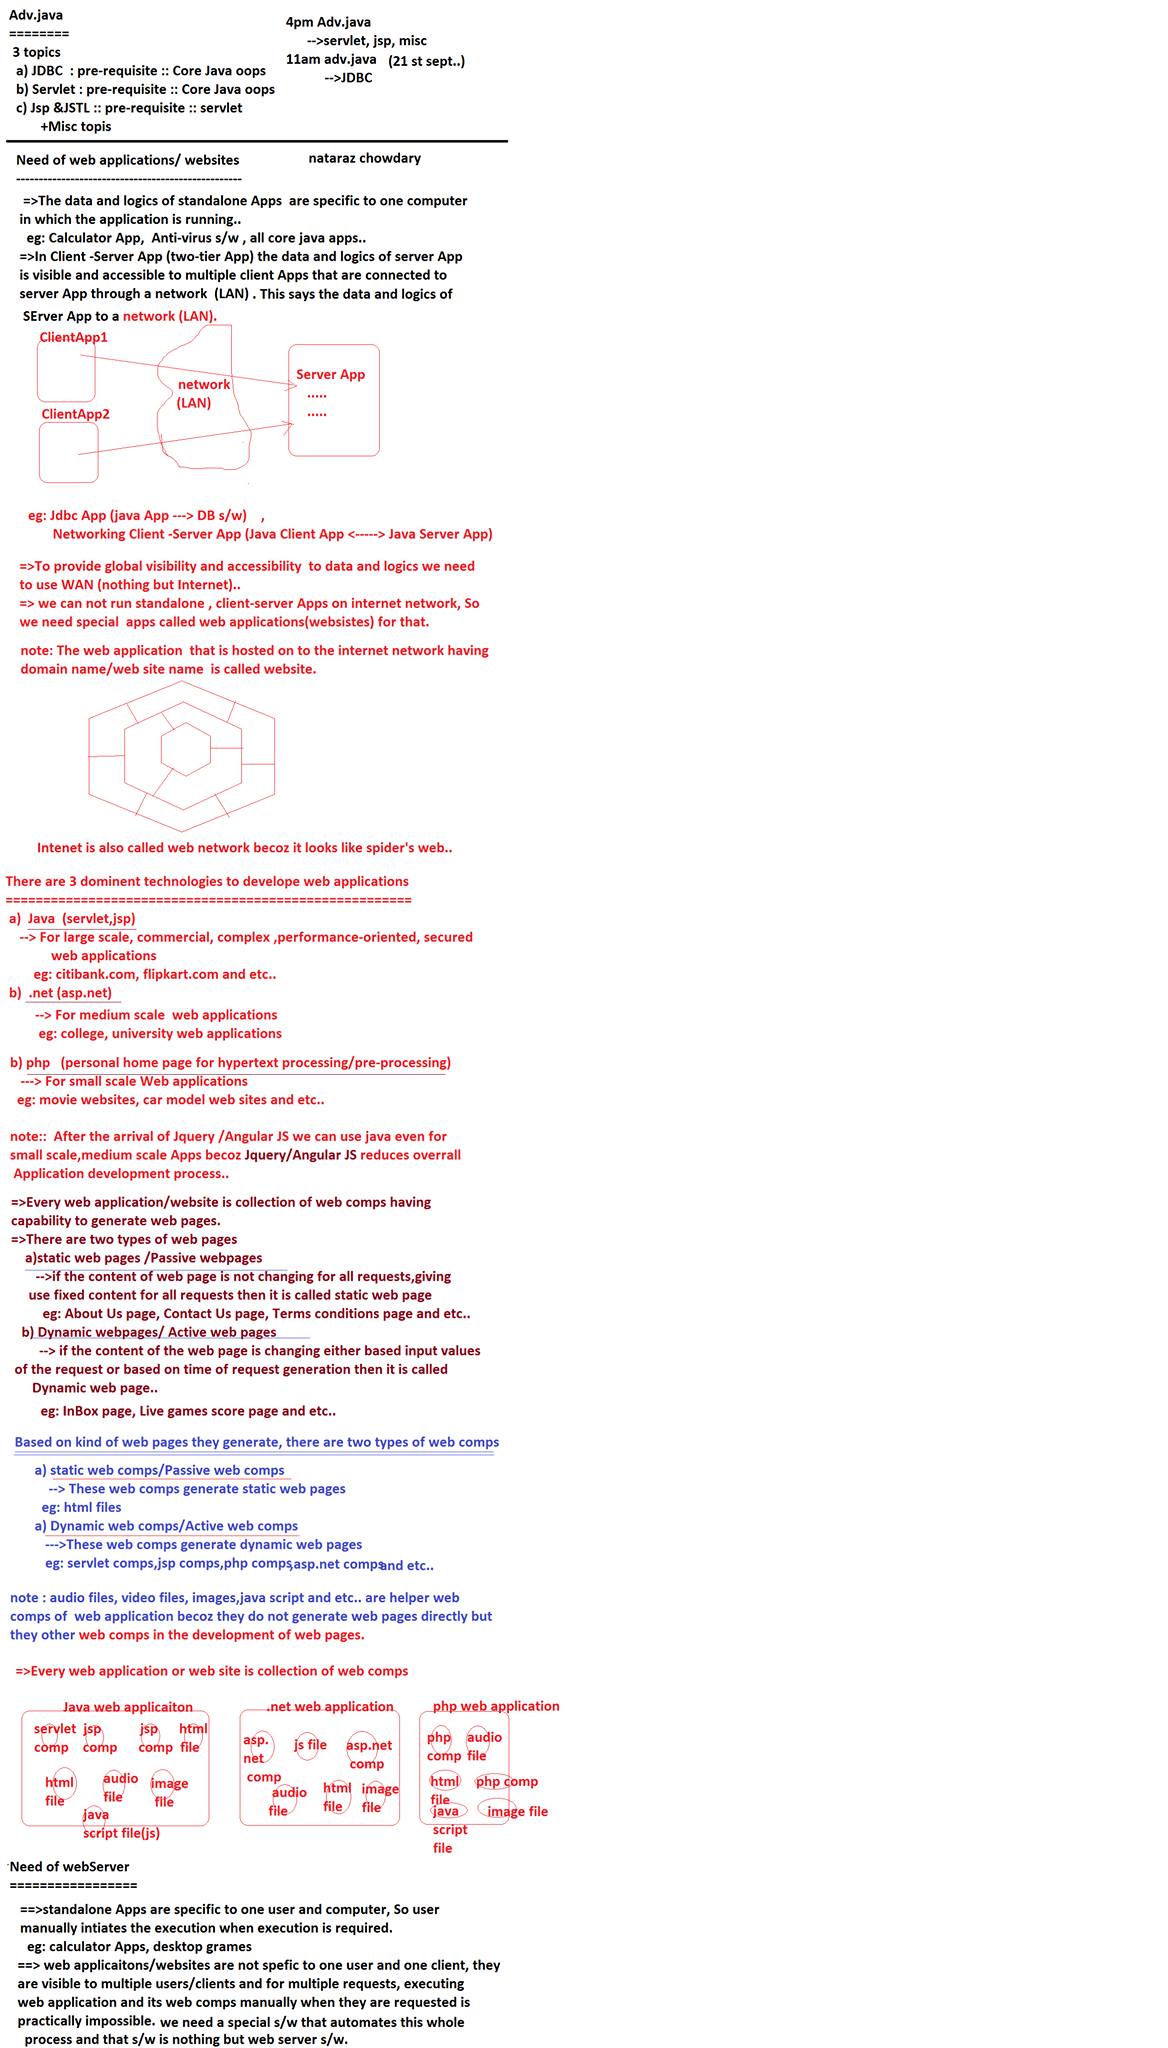 Adv.java
========
3 topics
a) JDBC  : pre-requisite :: Core Java oops
b) Servlet : pre-requisite :: Core Java oops
c) Jsp &JSTL :: pre-requisite :: servlet
+Misc topis
4pm Adv.java
-->servlet, jsp, misc
11am adv.java   (21 st sept..)
-->JDBC
Need of web applications/ websites
nataraz chowdary
--------------------------------------------------
=>The data and logics of standalone Apps  are specific to one computer
in which the application is running..
eg: Calculator App,  Anti-virus s/w , all core java apps..
=>In Client -Server App (two-tier App) the data and logics of server App
is visible and accessible to multiple client Apps that are connected to
server App through a network  (LAN) . This says the data and logics of
SErver App to a network (LAN).
ClientApp1
network
(LAN)
Server App
.....
.....
ClientApp2
eg: Jdbc App (java App ---> DB s/w)    ,
Networking Client -Server App (Java Client App <-----> Java Server App)
=>To provide global visibility and accessibility  to data and logics we need
to use WAN (nothing but Internet)..
=> we can not run standalone , client-server Apps on internet network, So
we need special  apps called web applications(websistes) for that.
note: The web application  that is hosted on to the internet network having
domain name/web site name  is called website.
Intenet is also called web network becoz it looks like spider's web..
There are 3 dominent technologies to develope web applications
======================================================
a)  Java  (servlet,jsp)
--> For large scale, commercial, complex ,performance-oriented, secured
web applications
eg: citibank.com, flipkart.com and etc..
b)  .net (asp.net)
--> For medium scale  web applications
eg: college, university web applications
b) php   (personal home page for hypertext processing/pre-processing)
---> For small scale Web applications
eg: movie websites, car model web sites and etc..
note::  After the arrival of Jquery /Angular JS we can use java even for
small scale,medium scale Apps becoz Jquery/Angular JS reduces overrall
Application development process..
=>Every web application/website is collection of web comps having
capability to generate web pages.
=>There are two types of web pages
a)static web pages /Passive webpages
-->if the content of web page is not changing for all requests,giving
use fixed content for all requests then it is called static web page
eg: About Us page, Contact Us page, Terms conditions page and etc..
b) Dynamic webpages/ Active web pages
--> if the content of the web page is changing either based input values
of the request or based on time of request generation then it is called
Dynamic web page..
eg: InBox page, Live games score page and etc..
Based on kind of web pages they generate, there are two types of web comps
a) static web comps/Passive web comps
--> These web comps generate static web pages
eg: html files
a) Dynamic web comps/Active web comps
--->These web comps generate dynamic web pages
eg: servlet comps,jsp comps,php comps,asp.net comps and etc..
note : audio files, video files, images,java script and etc.. are helper web
comps of  web application becoz they do not generate web pages directly but
they other web comps in the development of web pages.
=>Every web application or web site is collection of web comps
Java web applicaiton
servlet jsp jsp html
comp comp comp file
html audio image
file file file
java
script file(js)
.net web application
asp. js file asp.net
net comp
comp
audio html image
file file file
php web application
php audio
comp file
html php comp
file
java image file
script
file
Need of webServer
=================
==>standalone Apps are specific to one user and computer, So user
manually intiates the execution when execution is required.
eg: calculator Apps, desktop grames
==> web applicaitons/websites are not spefic to one user and one client, they
are visible to multiple users/clients and for multiple requests, executing
web application and its web comps manually when they are requested is
practically impossible. we need a special s/w that automates this whole
process and that s/w is nothing but web server s/w.